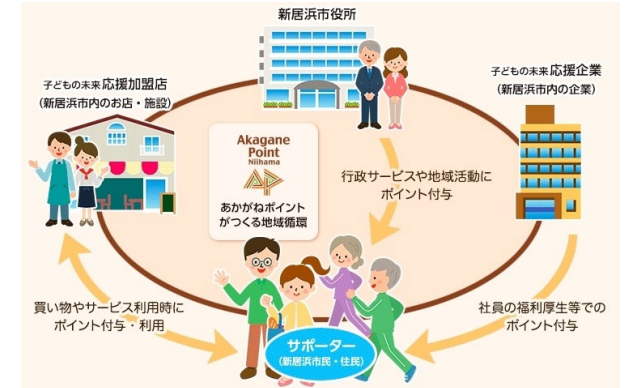 新居浜市役所
子どもの未来 応援加盟店
(新居浜市内のお店・施設)
子どもの未来 応援企業
(新居浜市内の企業)
Akagane
Point
Niihama
AP
あかがねポイント
がつくる地域循環
行政サービスや地域活動に
ポイント付与
買い物やサービス利用時に
ポイント付与・利用
社員の福利厚生等での
ポイント付与
サポーター
(新居浜市民・住民)